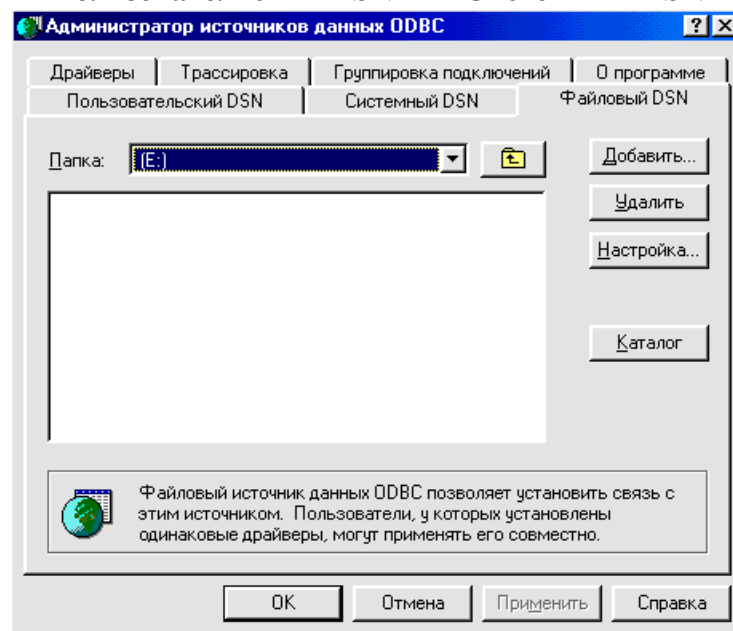 Администратор источников данных ODBC
Драйверы Трассировка Группировка подключений О программе
Пользовательский DSN Системный DSN Файловый DSN
Папка: (E:) Добавить...
Удалить
Настройка...
Каталог
Файловый источник данных ODBC позволяет установить связь с
этим источником. Пользователи, у которых установлены
одинаковые драйверы, могут применять его совместно.
OK Отмена Применить Справка